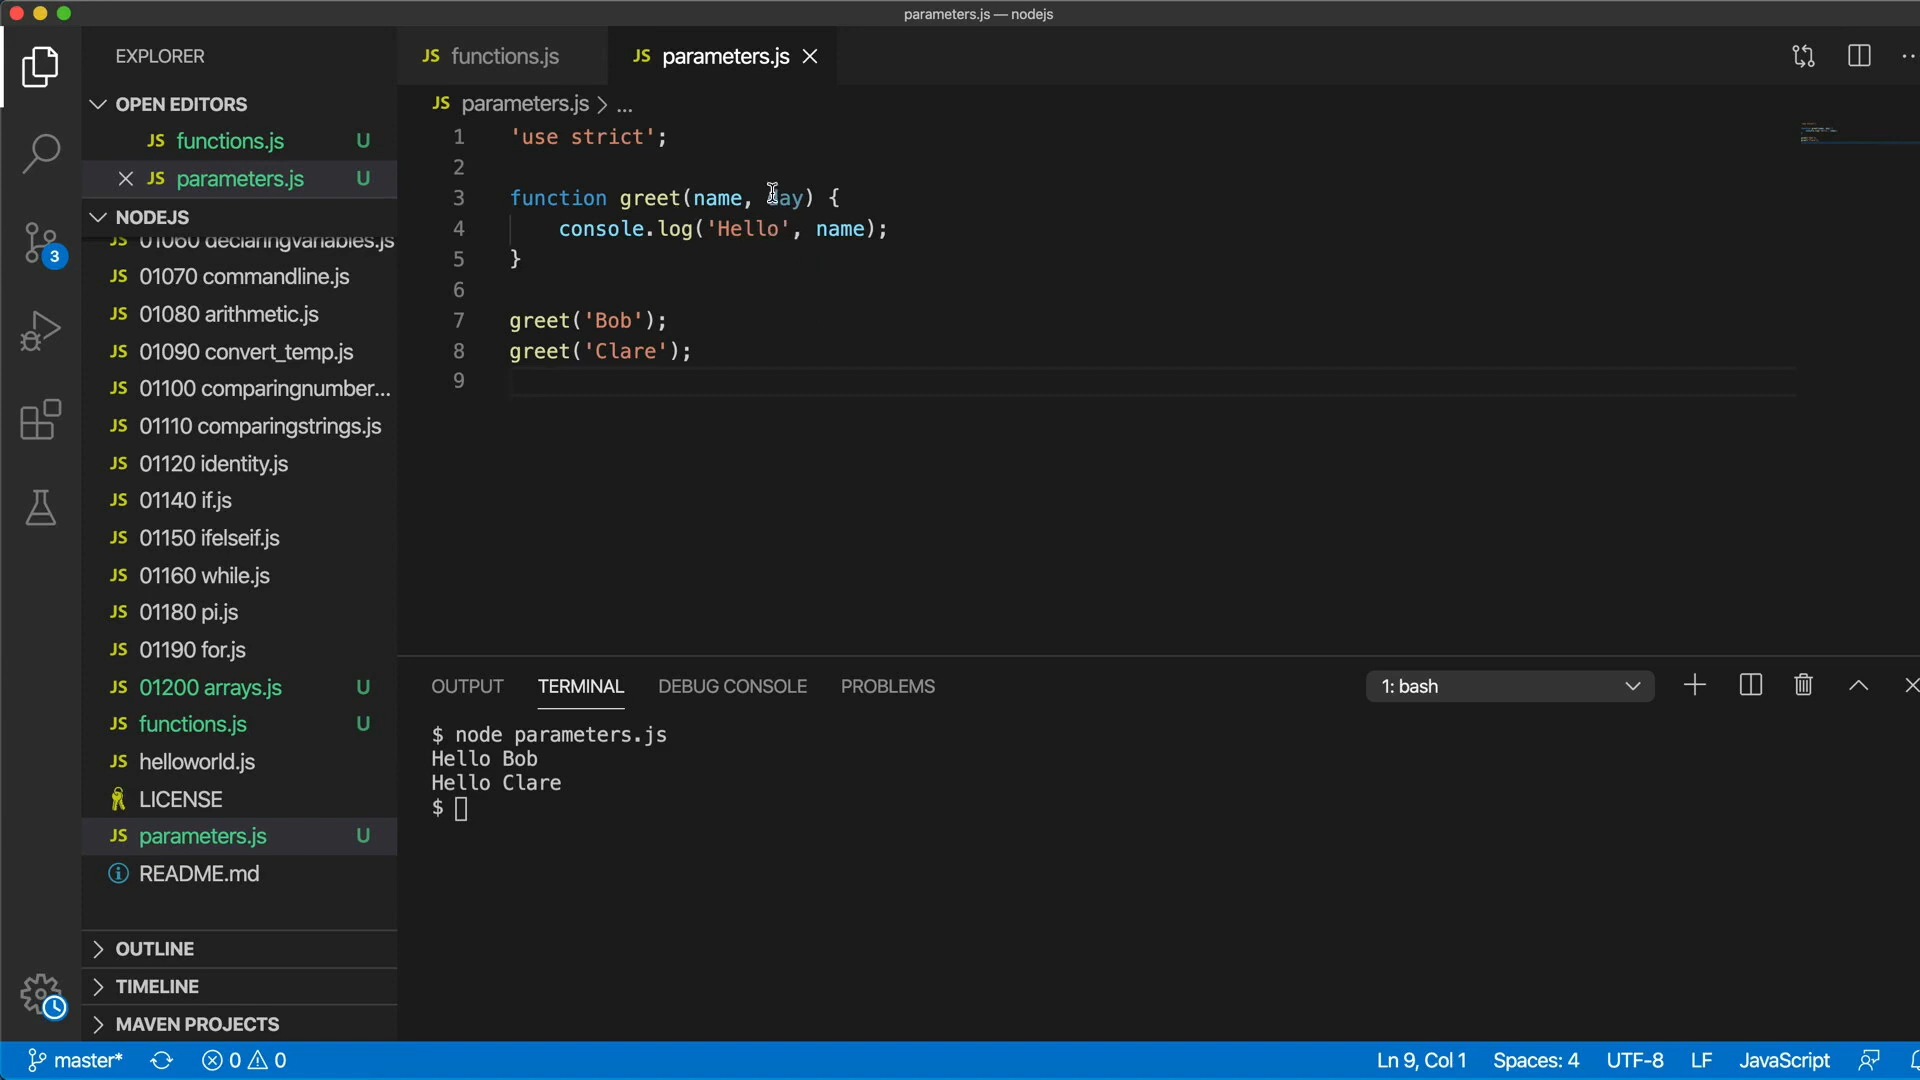 parameters.js — nodejs
EXPLORER
JS functions.js
JS parameters.js
OPEN EDITORS
JS functions.js U
JS parameters.js U
NODEJS
JS 01060 declaringvariables.js
JS 01070 commandline.js
JS 01080 arithmetic.js
JS 01090 convert_temp.js
JS 01100 comparingnumber...
JS 01110 comparingstrings.js
JS 01120 identity.js
JS 01140 if.js
JS 01150 ifelseif.js
JS 01160 while.js
JS 01180 pi.js
JS 01190 for.js
JS 01200 arrays.js U
JS functions.js U
JS helloworld.js
LICENSE
JS parameters.js U
README.md
OUTLINE
TIMELINE
MAVEN PROJECTS
3
JS parameters.js > ...
1 'use strict';
2
3 function greet(name, day) {
4 console.log('Hello', name);
5 }
6
7 greet('Bob');
8 greet('Clare');
9
OUTPUT TERMINAL DEBUG CONSOLE PROBLEMS 1: bash
$ node parameters.js
Hello Bob
Hello Clare
$
master* 0 0 Ln 9, Col 1 Spaces: 4 UTF-8 LF JavaScript